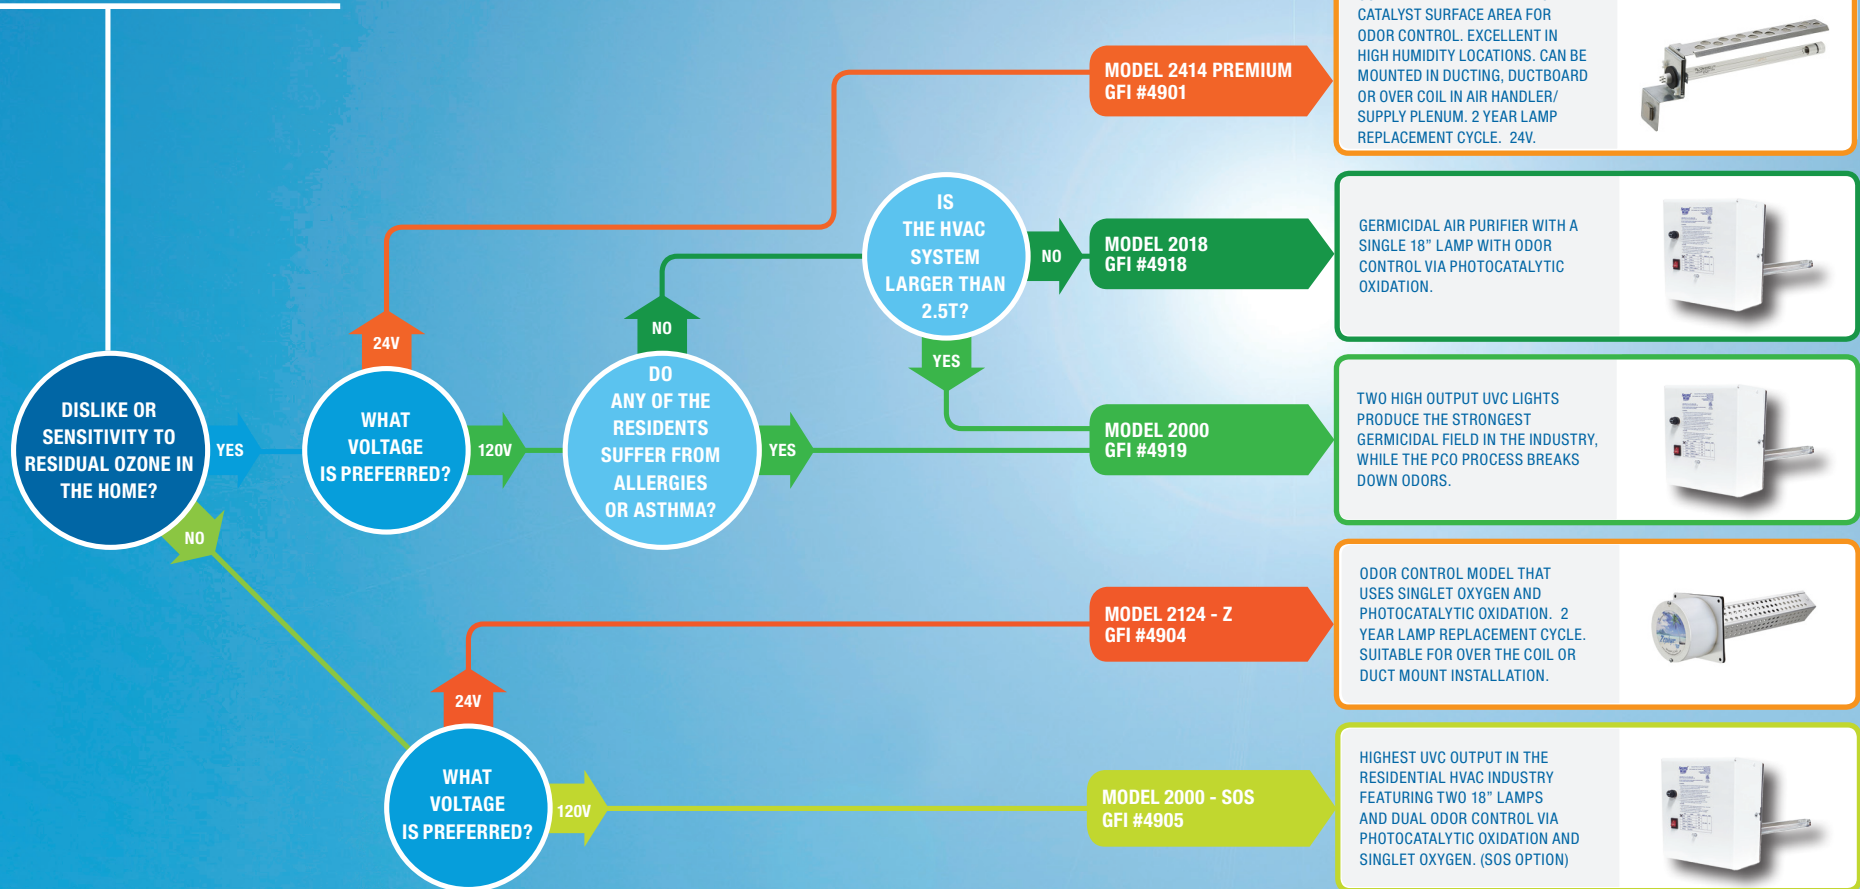 CATALYST SURFACE AREA FOR
ODOR CONTROL. EXCELLENT IN
HIGH HUMIDITY LOCATIONS. CAN BE
MOUNTED IN DUCTING, DUCTBOARD
OR OVER COIL IN AIR HANDLER/
SUPPLY PLENUM. 2 YEAR LAMP
REPLACEMENT CYCLE. 24V.
MODEL 2414 PREMIUM
GFI #4901
IS
THE HVAC
SYSTEM
LARGER THAN
2.5T?
NO
MODEL 2018
GFI #4918
GERMICIDAL AIR PURIFIER WITH A
SINGLE 18" LAMP WITH ODOR
CONTROL VIA PHOTOCATALYTIC
OXIDATION.
24V
NO
YES
DISLIKE OR
SENSITIVITY TO
RESIDUAL OZONE IN
THE HOME?
YES
WHAT
VOLTAGE
IS PREFERRED?
120V
DO
ANY OF THE
RESIDENTS
SUFFER FROM
ALLERGIES
OR ASTHMA?
YES
MODEL 2000
GFI #4919
TWO HIGH OUTPUT UVC LIGHTS
PRODUCE THE STRONGEST
GERMICIDAL FIELD IN THE INDUSTRY,
WHILE THE PCO PROCESS BREAKS
DOWN ODORS.
NO
MODEL 2124 - Z
GFI #4904
ODOR CONTROL MODEL THAT
USES SINGLET OXYGEN AND
PHOTOCATALYTIC OXIDATION. 2
YEAR LAMP REPLACEMENT CYCLE.
SUITABLE FOR OVER THE COIL OR
DUCT MOUNT INSTALLATION.
24V
WHAT
VOLTAGE
IS PREFERRED?
120V
MODEL 2000 - SOS
GFI #4905
HIGHEST UVC OUTPUT IN THE
RESIDENTIAL HVAC INDUSTRY
FEATURING TWO 18" LAMPS
AND DUAL ODOR CONTROL VIA
PHOTOCATALYTIC OXIDATION AND
SINGLET OXYGEN. (SOS OPTION)